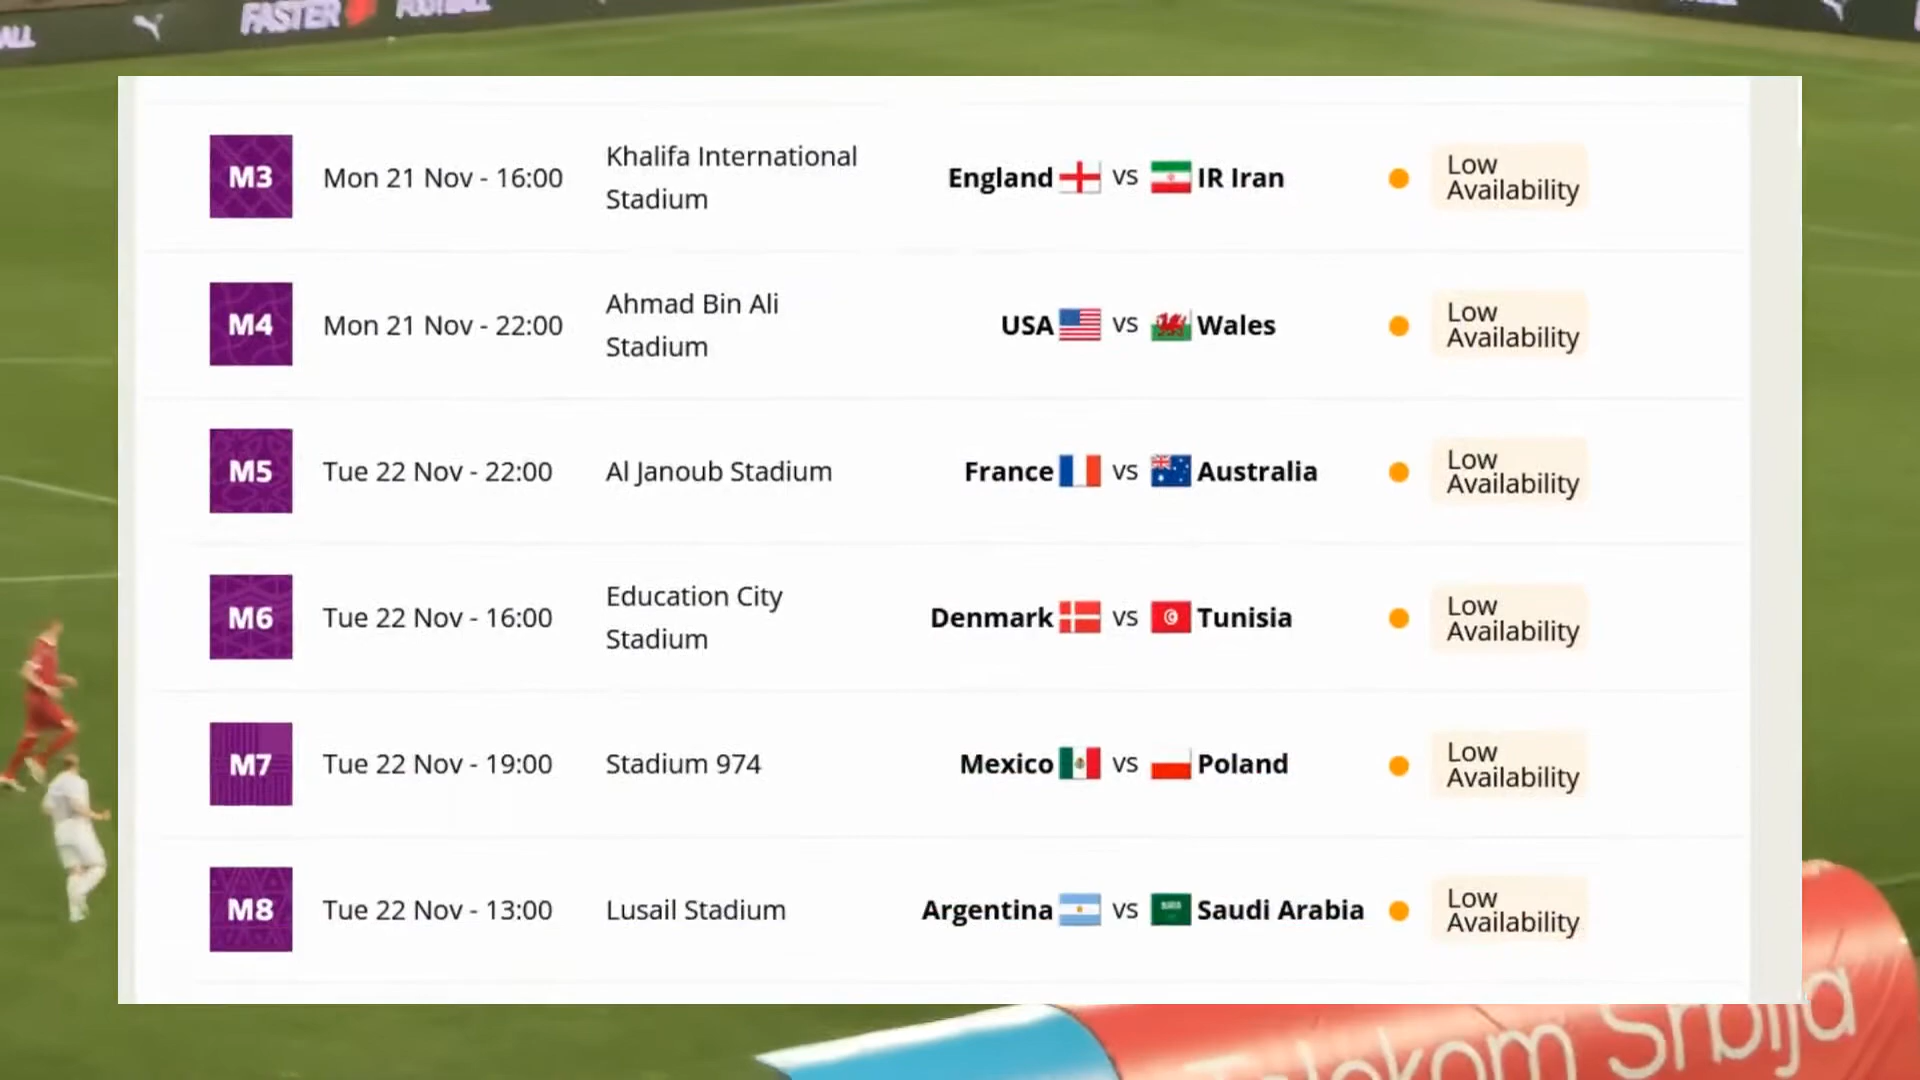 ALL
FASTER
FOOTBALL
M3
Mon 21 Nov - 16:00
Khalifa International
Stadium
England vs IR Iran
Low
Availability
M4
Mon 21 Nov - 22:00
Ahmad Bin Ali
Stadium
USA vs Wales
Low
Availability
M5
Tue 22 Nov - 22:00
Al Janoub Stadium
France vs Australia
Low
Availability
M6
Tue 22 Nov - 16:00
Education City
Stadium
Denmark vs Tunisia
Low
Availability
M7
Tue 22 Nov - 19:00
Stadium 974
Mexico vs Poland
Low
Availability
M8
Tue 22 Nov - 13:00
Lusail Stadium
Argentina vs Saudi Arabia
Low
Availability
Telekom Srbija